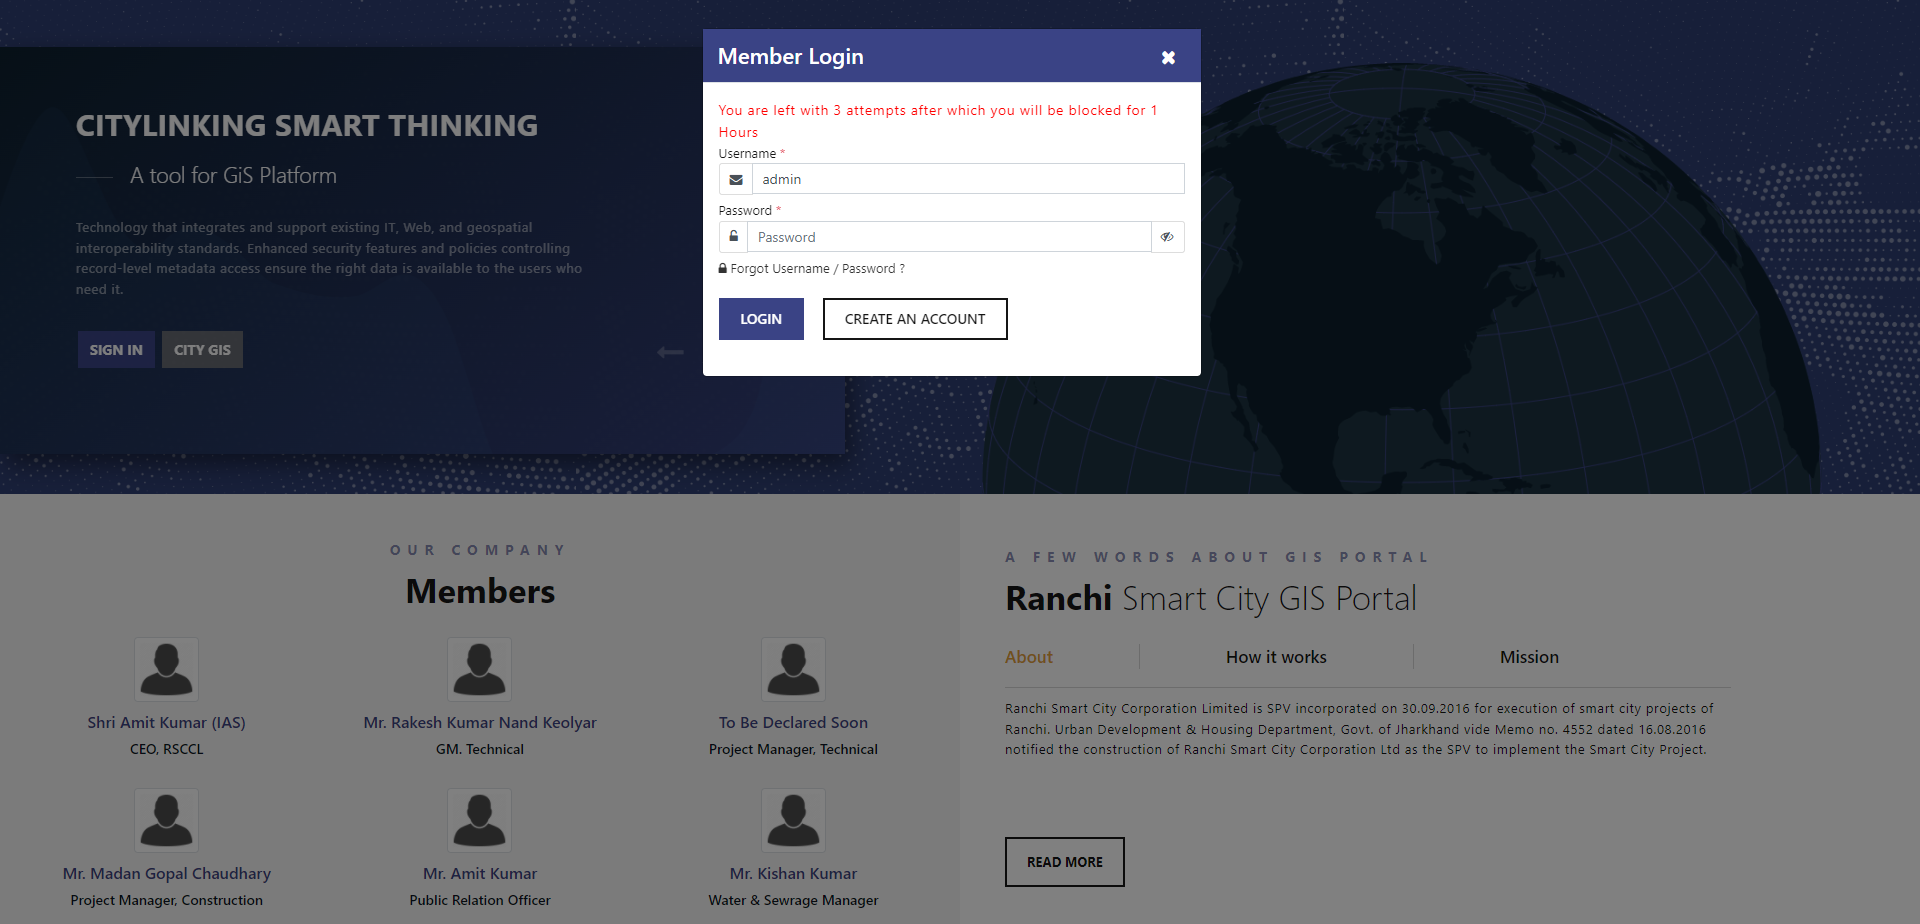 Member Login
You are left with 3 attempts after which you will be blocked for 1
Hours
Username *
admin
Password *
Password
Forgot Username / Password ?
LOGIN
CREATE AN ACCOUNT
CITYLINKING SMART THINKING
A tool for GiS Platform
Technology that integrates and support existing IT, Web, and geospatial
interoperability standards. Enhanced security features and policies controlling
record-level metadata access ensure the right data is available to the users who
need it.
SIGN IN
CITY GIS
OUR COMPANY
Members
Shri Amit Kumar (IAS)
CEO, RSCCL
Mr. Rakesh Kumar Nand Keolyar
GM. Technical
To Be Declared Soon
Project Manager, Technical
Mr. Madan Gopal Chaudhary
Project Manager, Construction
Mr. Amit Kumar
Public Relation Officer
Mr. Kishan Kumar
Water & Sewrage Manager
A FEW WORDS ABOUT GIS PORTAL
Ranchi Smart City GIS Portal
About
How it works
Mission
Ranchi Smart City Corporation Limited is SPV incorporated on 30.09.2016 for execution of smart city projects of
Ranchi. Urban Development & Housing Department, Govt. of Jharkhand vide Memo no. 4552 dated 16.08.2016
notified the construction of Ranchi Smart City Corporation Ltd as the SPV to implement the Smart City Project.
READ MORE